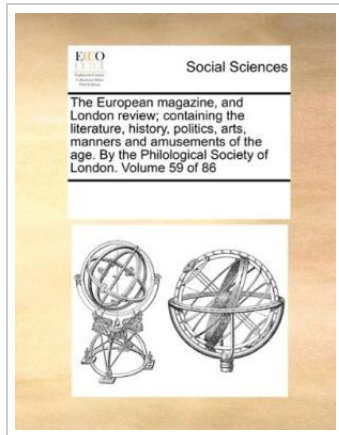 ECCO
Social Sciences
The European magazine, and
London review; containing the
literature, history, politics, arts,
manners and amusements of the
age. By the Philological Society of
London. Volume 59 of 86